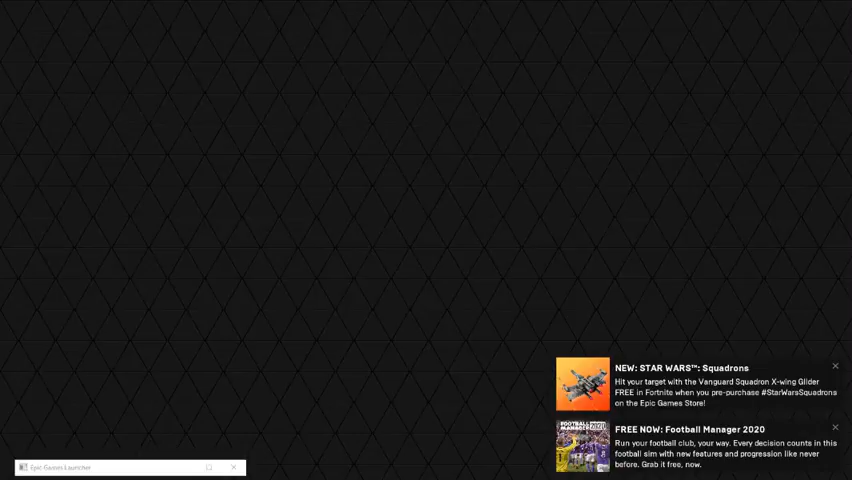 NEW: STAR WARS™: Squadrons
Hit your target with the Vanguard Squadron X-wing Glider
FREE in Fortnite when you pre-purchase #StarWarsSquadrons
on the Epic Games Store!
FOOTBALL
MANAGER 2020
FREE NOW: Football Manager 2020
Run your football club, your way. Every decision counts in this
football sim with new features and progression like never
before. Grab it free, now.
Epic Games Launcher